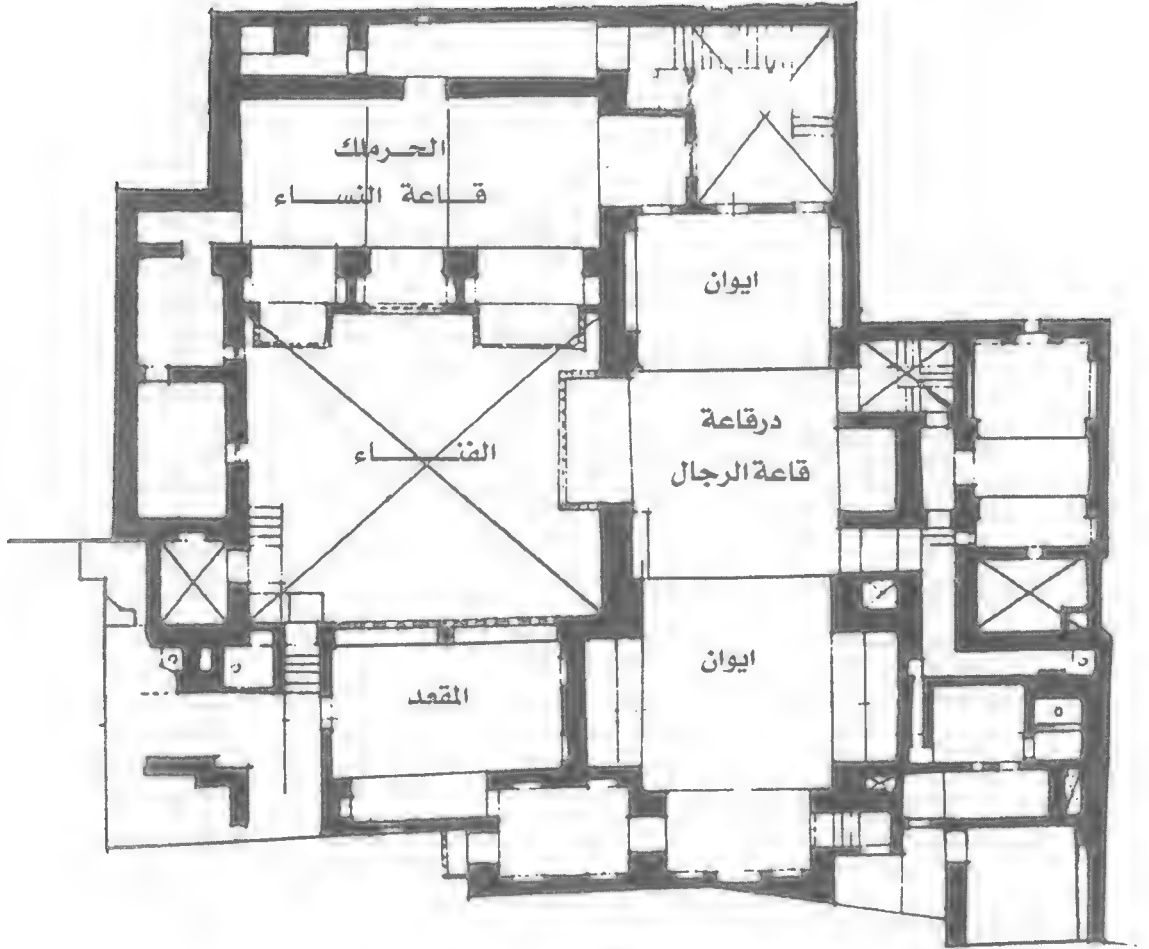 الحرملك
قاعة النساء
ايوان
درقاعة
قاعة الرجال
الفناء
ايوان
المقعد